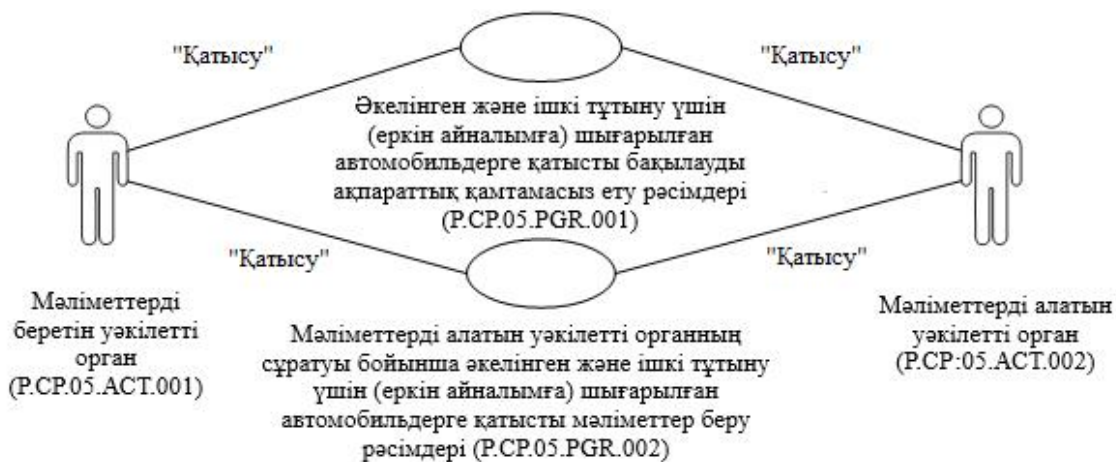 "Қатысу"
"Қатысу"
Әкелінген және ішкі тұтыну үшін
(еркін айналымға) шығарылған
автомобильдерге қатысты бақылауды
ақпараттық қамтамасыз ету рәсімдері
(P.CP.05.PGR.001)
"Қатысу"
"Қатысу"
Мәліметтерді
беретін уәкілетті
орган
(P.CP.05.ACT.001)
Мәліметтерді алатын уәкілетті органның
сұратуы бойынша әкелінген және ішкі тұтыну
үшін (еркін айналымға) шығарылған
автомобильдерге қатысты мәліметтер беру
рәсімдері (P.CP.05.PGR.002)
Мәліметтерді алатын
уәкілетті орган
(P.CP:05.ACT.002)